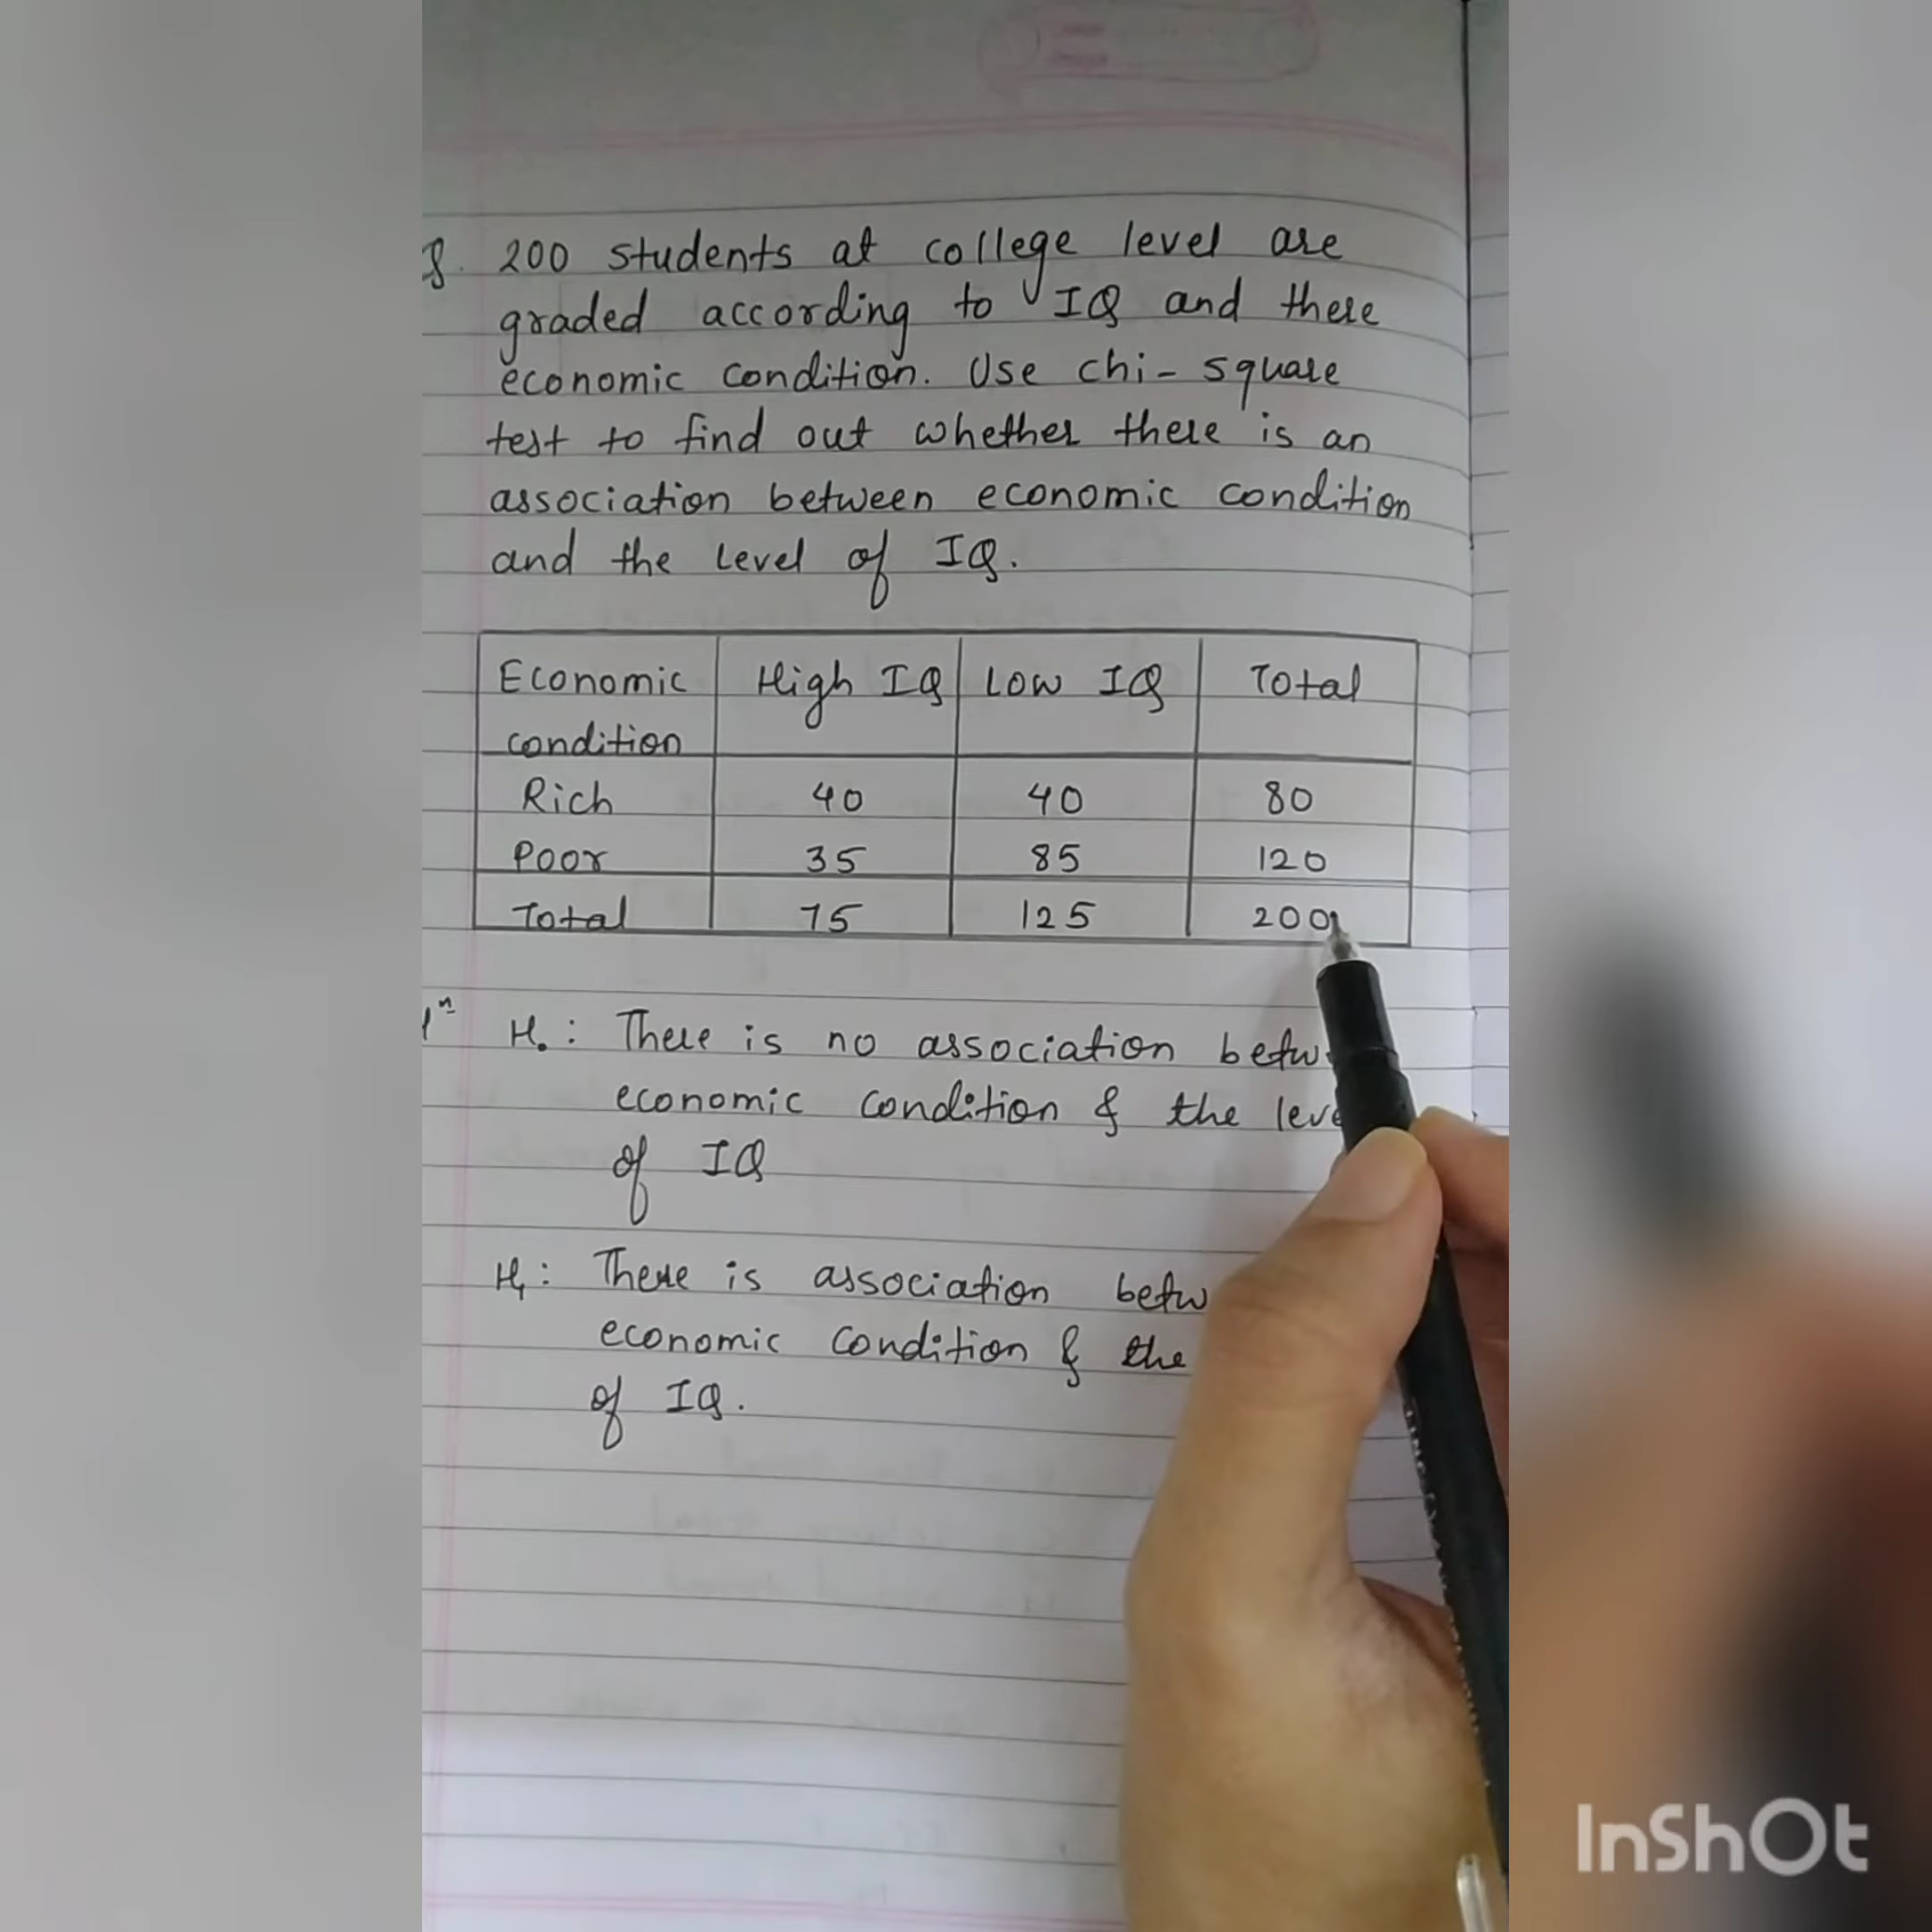 Q. 200 students at college level are
graded according to IQ and there
economic condition. Use chi-square
test to find out whether there is an
association between economic condition
and the level of IQ.
Economic condition High IQ Low IQ Total
Rich 40 40 80
Poor 35 85 120
Total 75 125 200
H₀: There is no association betw
economic condition & the leve
of IQ
H₁: There is association betw
economic condition & the
of IQ.
InShOt